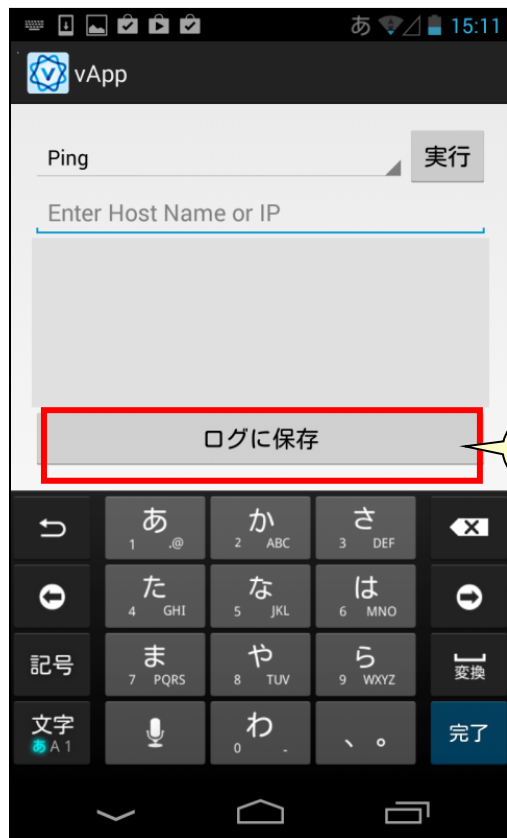 あ 15:11
vApp
Ping 実行
Enter Host Name or IP
ログに保存
あ 1 .@ か 2 ABC さ 3 DEF
た 4 GHI な 5 JKL は 6 MNO
記号 ま 7 PQRS や 8 TUV ら 9 WXYZ 変換
文字 あA1 わ 0 - 、。 完了